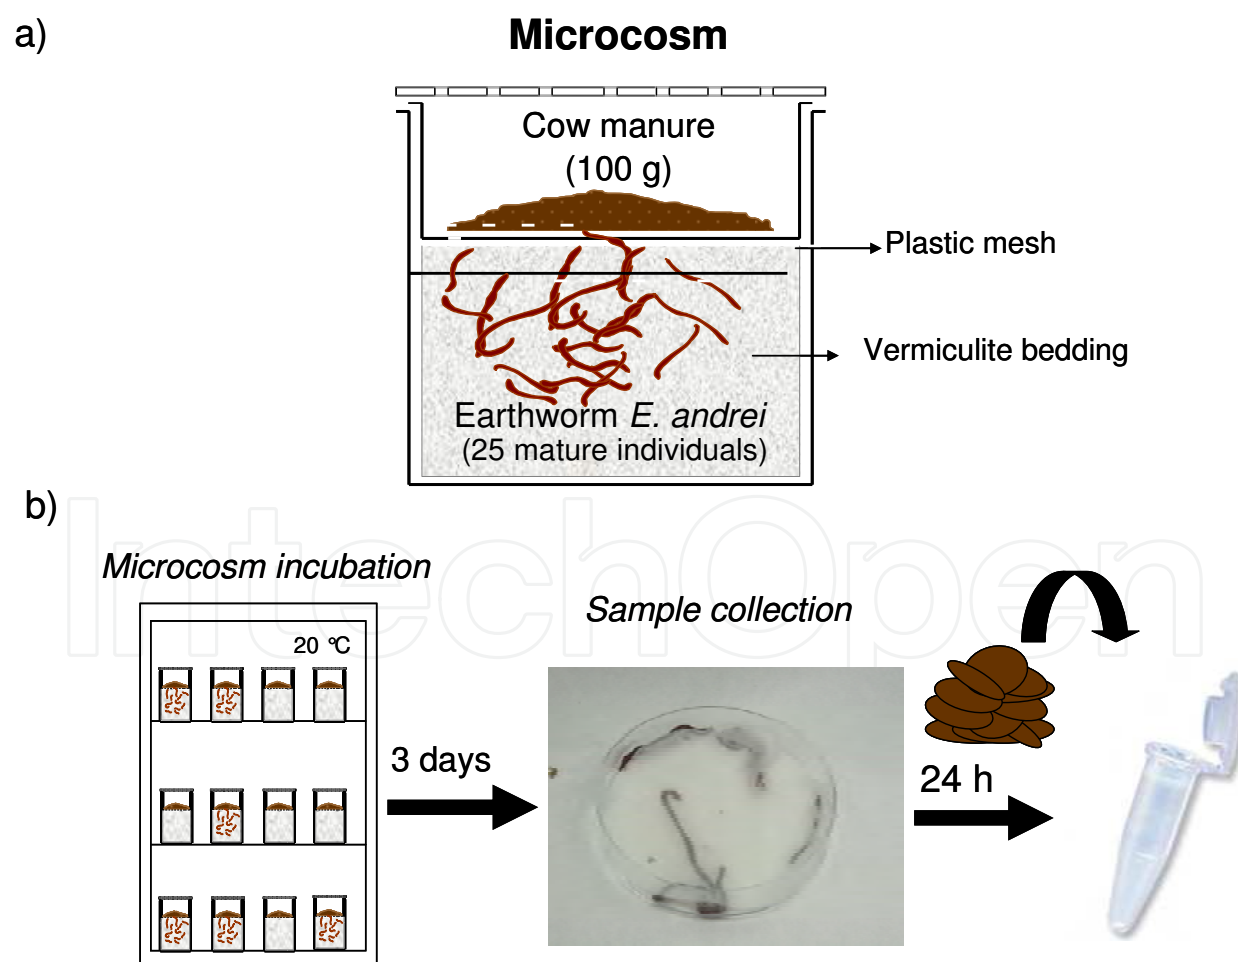 a)
Microcosm
Cow manure
(100 g)
Plastic mesh
Vermiculite bedding
Earthworm E. andrei
(25 mature individuals)
b)
IntechOpen
Microcosm incubation
Sample collection
20 °C
3 days
24 h